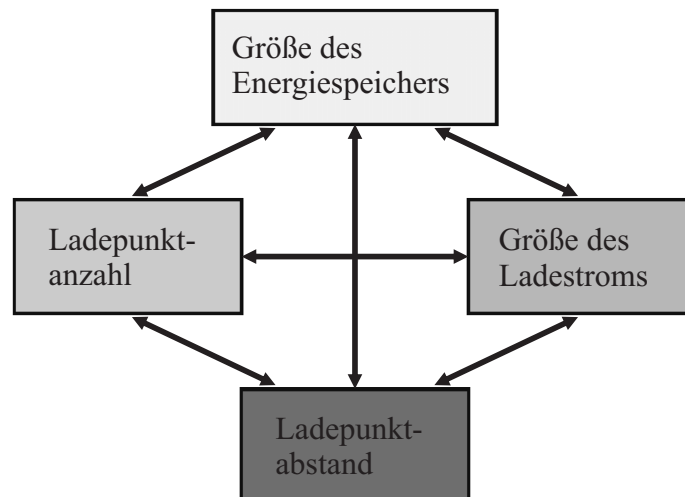 Größe des
Energiespeichers
Ladepunkt-
anzahl
Größe des
Ladestroms
Ladepunkt-
abstand